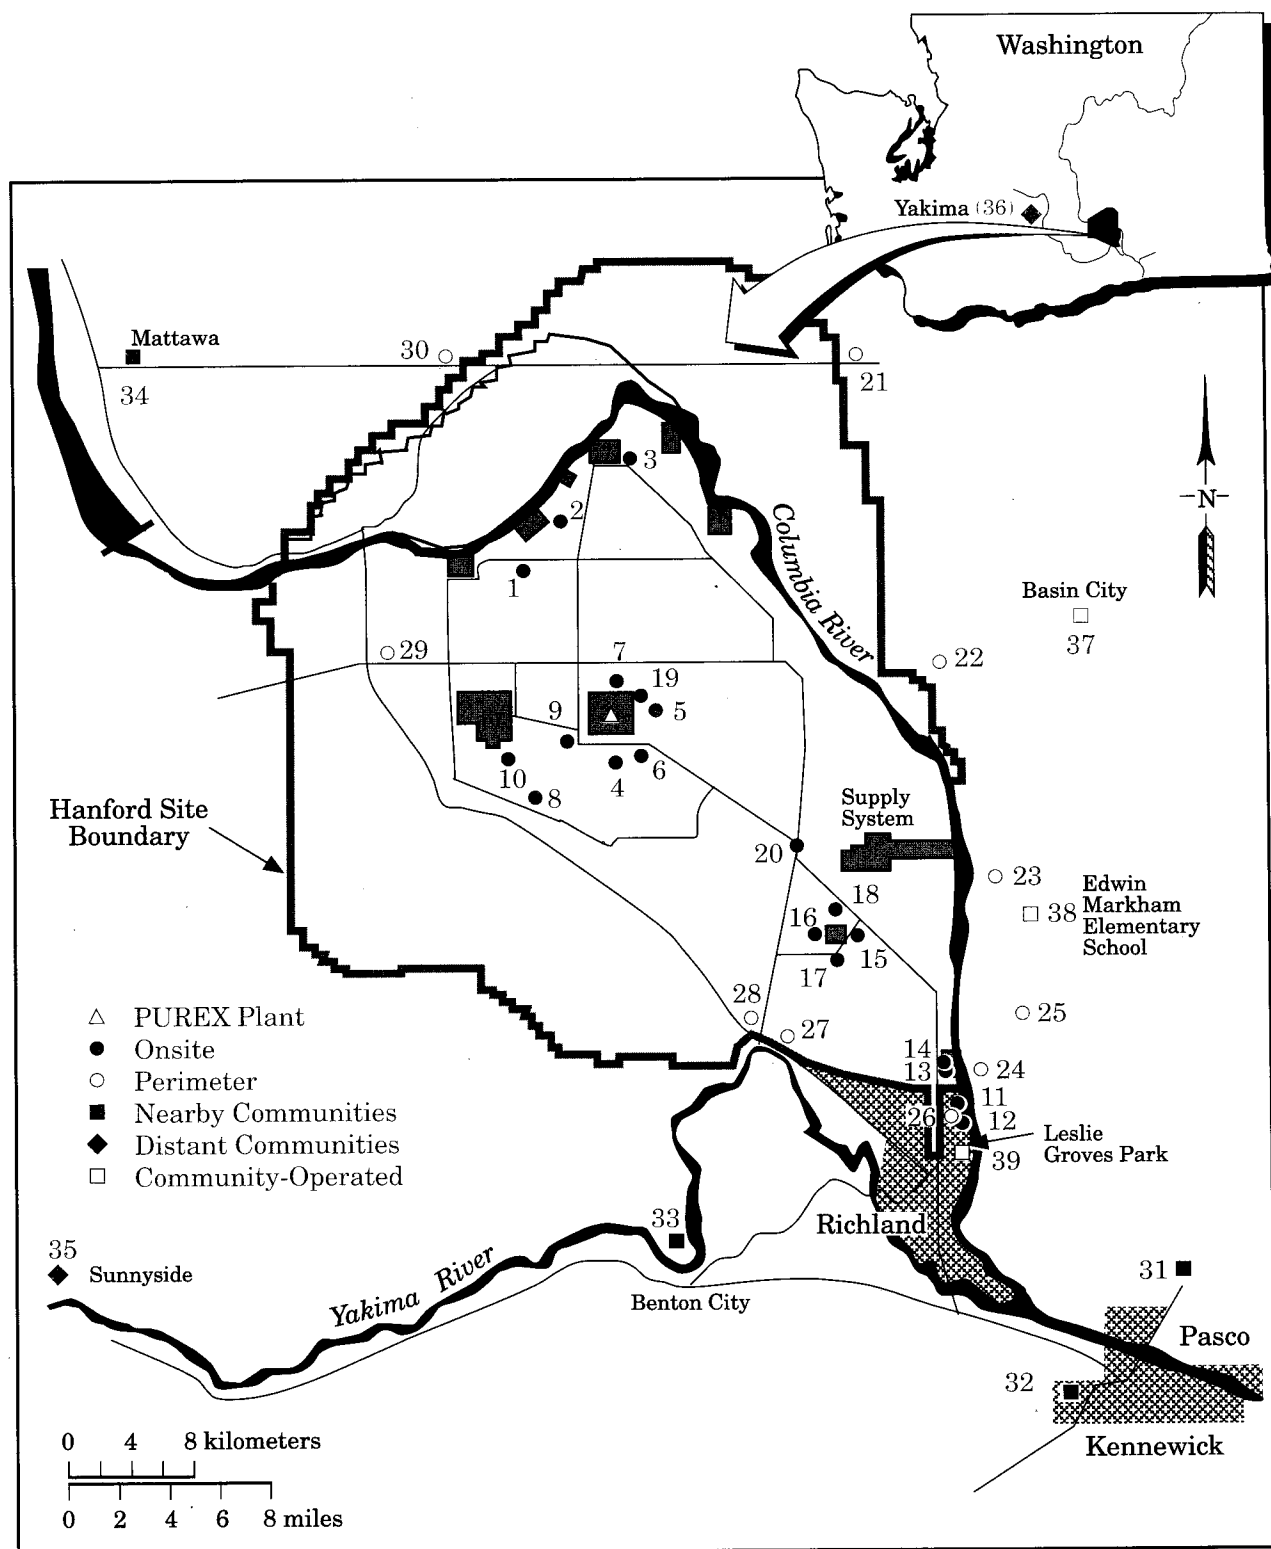 Washington
Yakima (36)
Mattawa
34
30
21
3
2
1
N
Columbia River
Basin City
37
29
22
7
19
5
9
10
8
4
6
Hanford Site
Boundary
Supply
System
20
18
16
15
17
23
38
Edwin
Markham
Elementary
School
28
27
25
14
13
24
11
26
12
39
Leslie
Groves Park
PUREX Plant
Onsite
Perimeter
Nearby Communities
Distant Communities
Community-Operated
33
Richland
35
Sunnyside
Yakima River
Benton City
31
Pasco
32
Kennewick
0 4 8 kilometers
0 2 4 6 8 miles